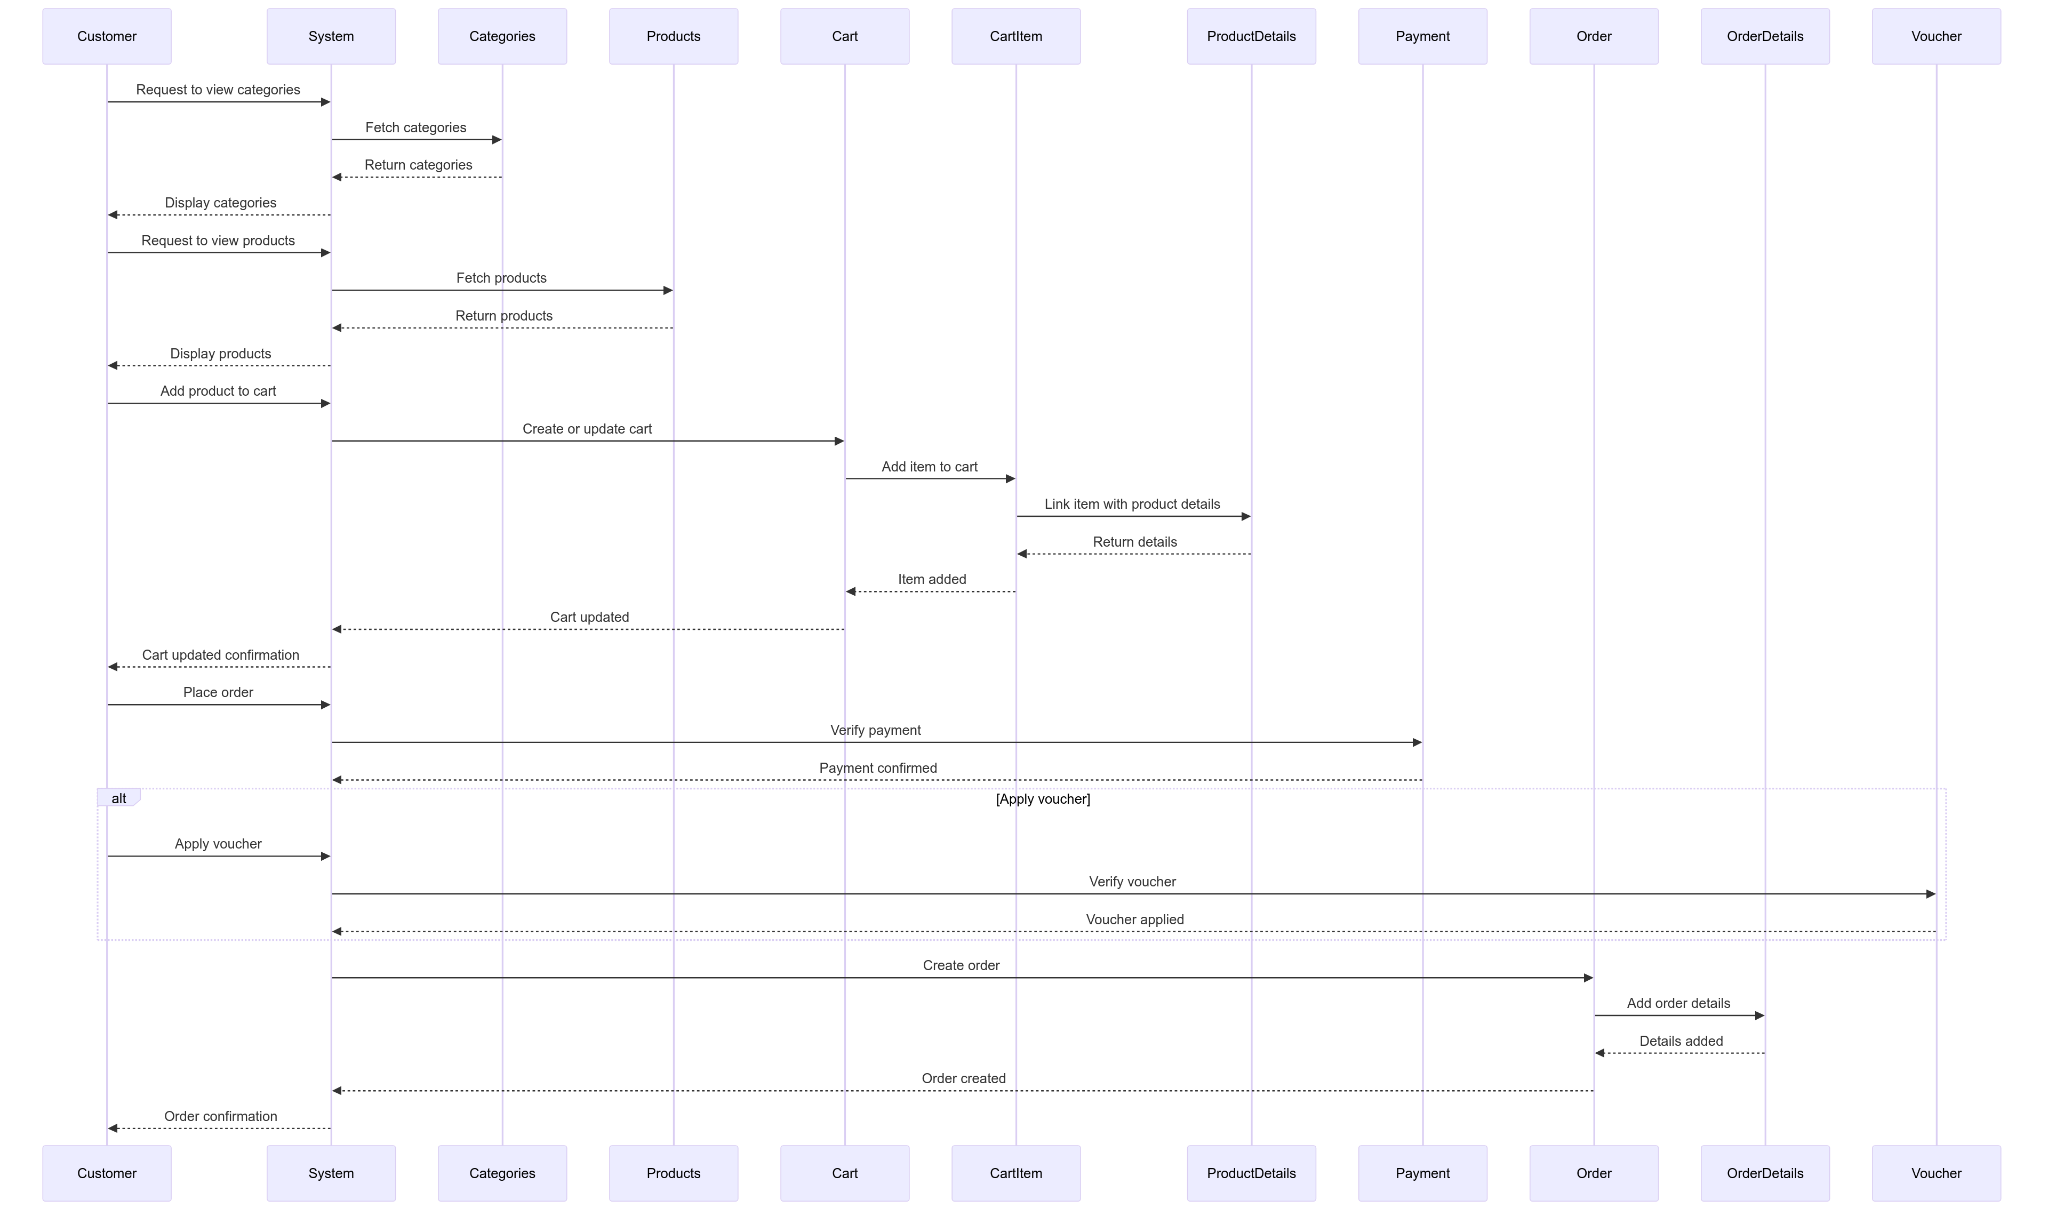 Customer
System
Categories
Products
Cart
CartItem
ProductDetails
Payment
Order
OrderDetails
Voucher
Request to view categories
Fetch categories
Return categories
Display categories
Request to view products
Fetch products
Return products
Display products
Add product to cart
Create or update cart
Add item to cart
Link item with product details
Return details
Item added
Cart updated
Cart updated confirmation
Place order
Verify payment
Payment confirmed
alt
[Apply voucher]
Apply voucher
Verify voucher
Voucher applied
Create order
Add order details
Details added
Order created
Order confirmation
Customer
System
Categories
Products
Cart
CartItem
ProductDetails
Payment
Order
OrderDetails
Voucher